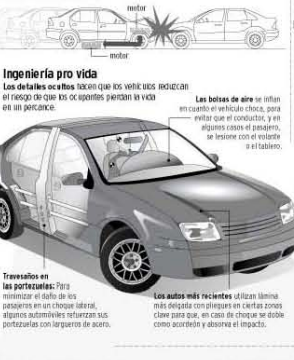 motor
motor
Ingeniería pro vida
Los detalles ocultos hacen que los vehículos reduzcan
el riesgo de que los ocupantes pierdan la vida
en un percance.
Las bolsas de aire se inflan
en cuanto el vehículo choca, para
evitar que el conductor, y en
algunos casos el pasajero,
se lesione con el volante
o el tablero.
Travesaños en
las portezuelas: Para
minimizar el daño de los
pasajeros en un choque lateral,
algunos automóviles refuerzan sus
portezuelas con largueros de acero.
Los autos más recientes utilizan lámina
más delgada con pliegues en ciertas zonas
clave para que, en caso de choque se doble
como acordeón y absorva el impacto.